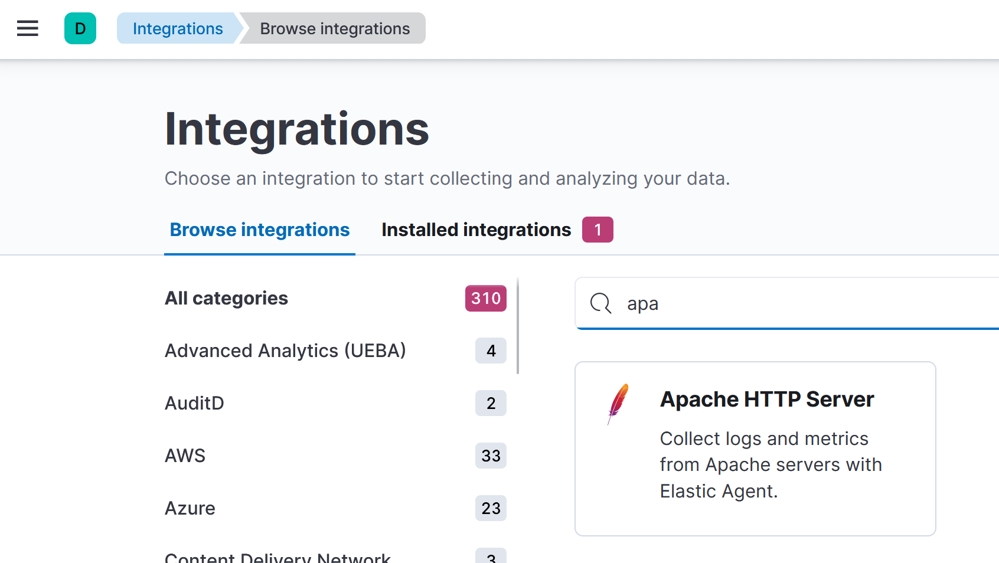 D
Integrations
Browse integrations
Integrations
Choose an integration to start collecting and analyzing your data.
Browse integrations
Installed integrations 1
All categories 310
Advanced Analytics (UEBA) 4
AuditD 2
AWS 33
Azure 23
Content Delivery Network 3
apa
Apache HTTP Server
Collect logs and metrics
from Apache servers with
Elastic Agent.